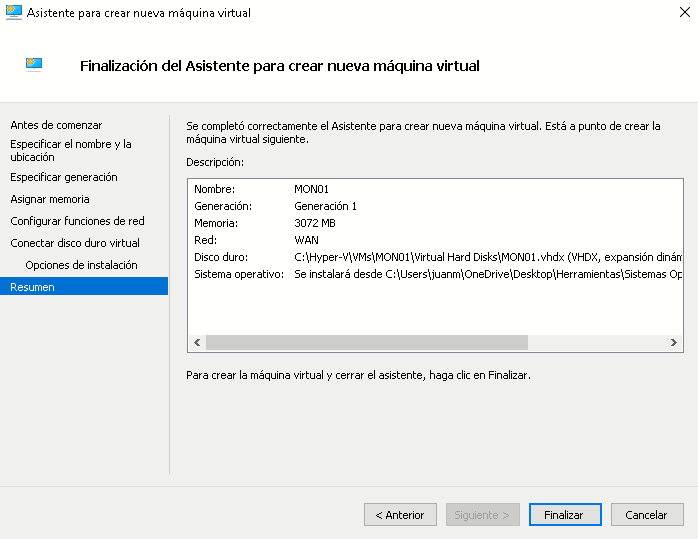 Asistente para crear nueva máquina virtual
Finalización del Asistente para crear nueva máquina virtual
Antes de comenzar
Especificar el nombre y la
ubicación
Especificar generación
Asignar memoria
Configurar funciones de red
Conectar disco duro virtual
Opciones de instalación
Resumen
Se completó correctamente el Asistente para crear nueva máquina virtual. Está a punto de crear la
máquina virtual siguiente.
Descripción:
Nombre: MON01
Generación: Generación 1
Memoria: 3072 MB
Red: WAN
Disco duro: C:\Hyper-V\VMs\MON01\Virtual Hard Disks\MON01.vhdx (VHDX, expansión dinám
Sistema operativo: Se instalará desde C:\Users\juanm\OneDrive\Desktop\Herramientas\Sistemas Op
Para crear la máquina virtual y cerrar el asistente, haga clic en Finalizar.
< Anterior
Siguiente >
Finalizar
Cancelar